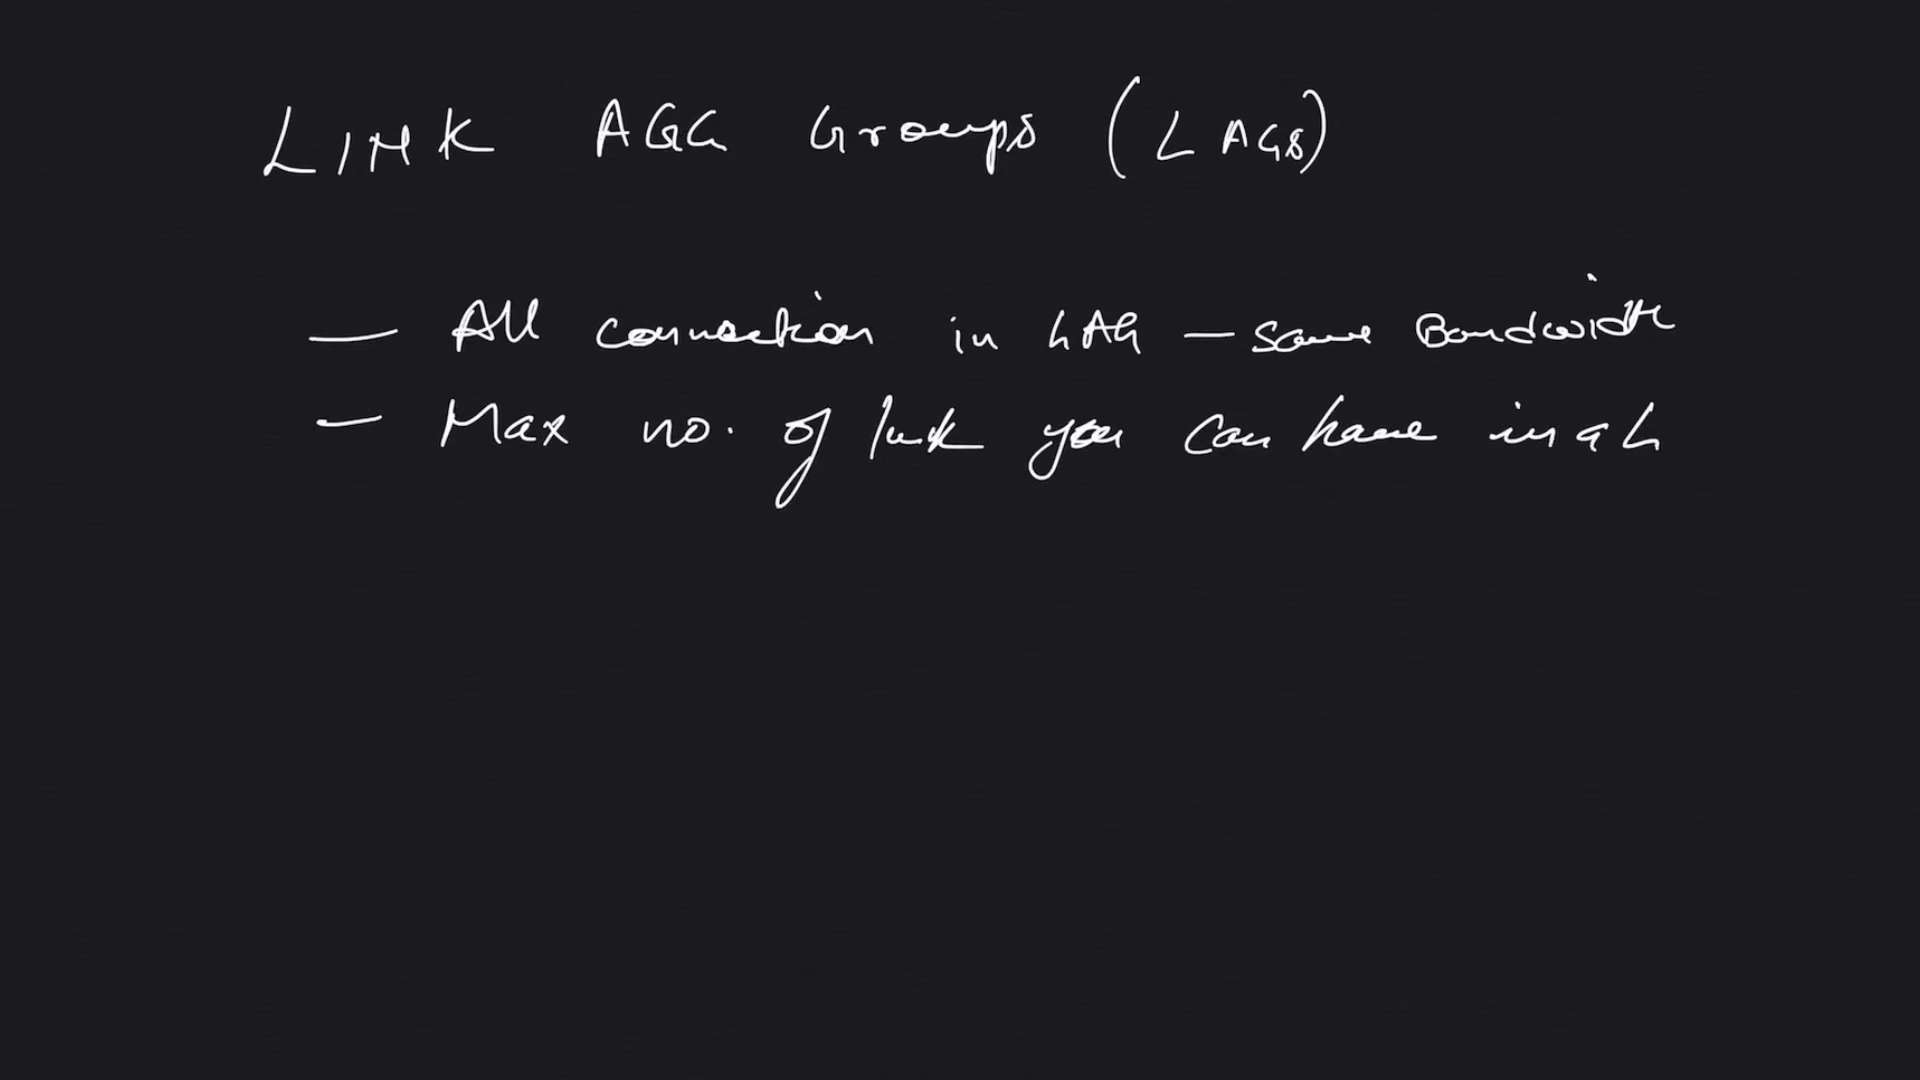 LINK AGG Groups (LAGs)
— All connection in LAG — same Bandwidth
— Max no. of link you can have in a L